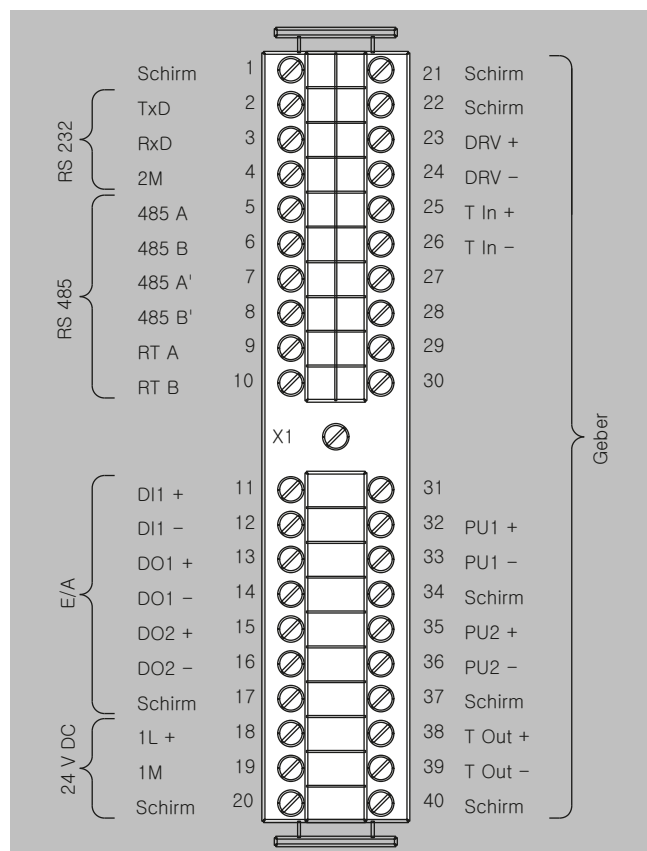 Schirm 1 21 Schirm
TxD 2 22 Schirm
RxD 3 23 DRV +
2M 4 24 DRV −
485 A 5 25 T In +
485 B 6 26 T In −
485 A' 7 27
485 B' 8 28
RT A 9 29
RT B 10 30
RS 232
RS 485
X1
Geber
DI1 + 11 31
DI1 − 12 32 PU1 +
DO1 + 13 33 PU1 −
DO1 − 14 34 Schirm
DO2 + 15 35 PU2 +
DO2 − 16 36 PU2 −
Schirm 17 37 Schirm
1L + 18 38 T Out +
1M 19 39 T Out −
Schirm 20 40 Schirm
E/A
24 V DC